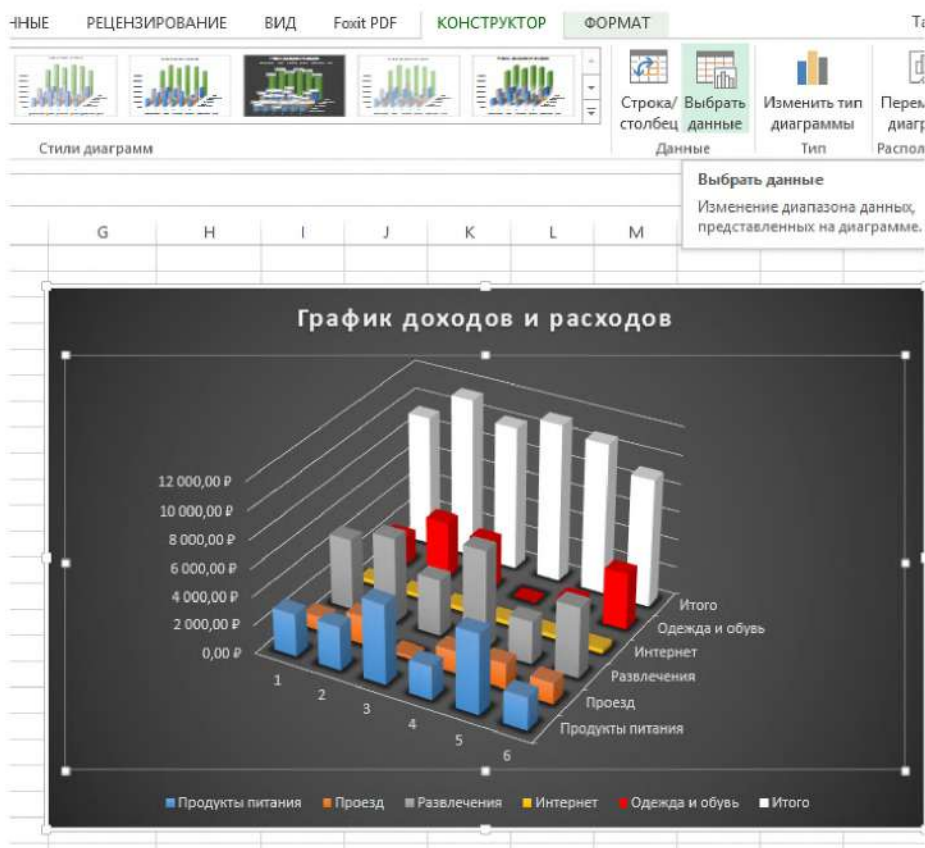 РЕЦЕНЗИРОВАНИЕ ВИД Foxit PDF КОНСТРУКТОР ФОРМАТ
Строка/ Выбрать Изменить тип
столбец данные диаграммы
Стили диаграмм Данные Тип
Выбрать данные
Изменение диапазона данных,
представленных на диаграмме.
G H I J K L M
График доходов и расходов
12 000,00 ₽
10 000,00 ₽
8 000,00 ₽
6 000,00 ₽
4 000,00 ₽
2 000,00 ₽
0,00 ₽
1 2 3 4 5 6
Итого
Одежда и обувь
Интернет
Развлечения
Проезд
Продукты питания
Продукты питания Проезд Развлечения Интернет Одежда и обувь Итого